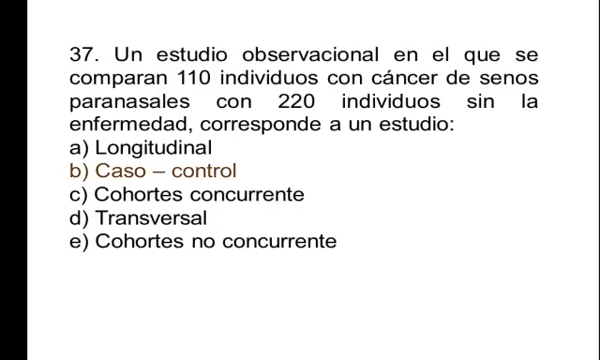 37. Un estudio observacional en el que se
comparan 110 individuos con cáncer de senos
paranasales con 220 individuos sin la
enfermedad, corresponde a un estudio:
a) Longitudinal
b) Caso – control
c) Cohortes concurrente
d) Transversal
e) Cohortes no concurrente